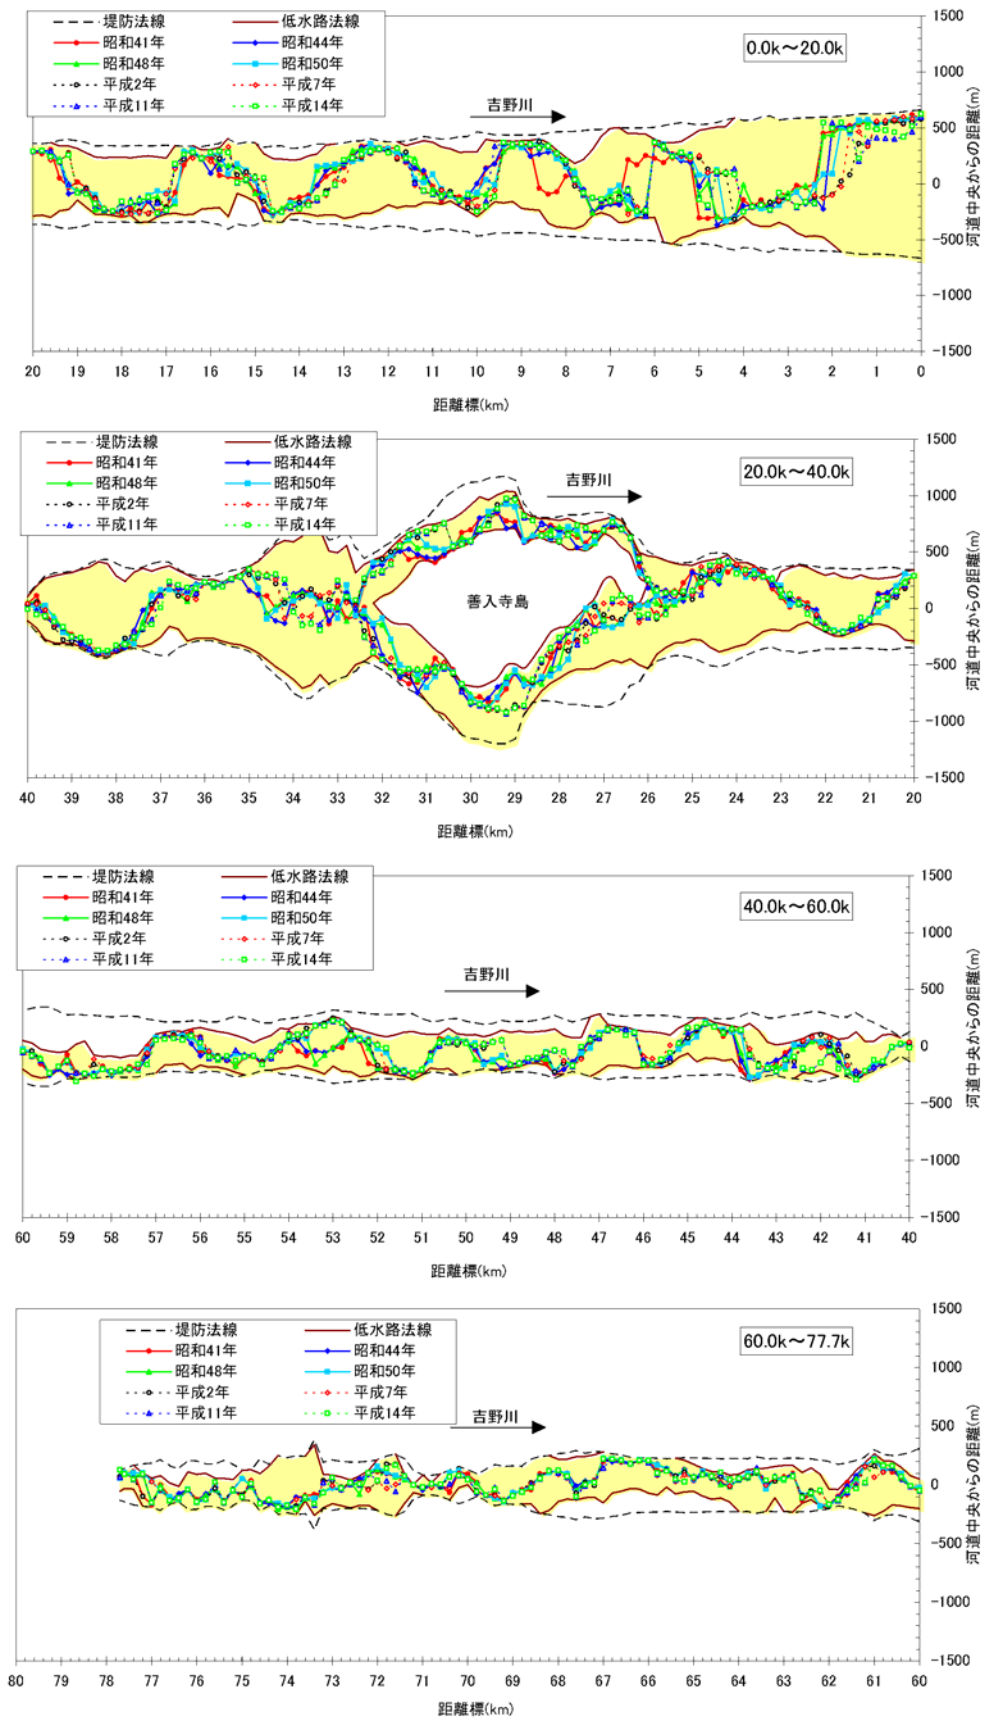 堤防法線 低水路法線
昭和41年 昭和44年
昭和48年 昭和50年
平成2年 平成7年
平成11年 平成14年
0.0k～20.0k
吉野川
1500
1000
500
0
-500
-1000
-1500
河道中央からの距離(m)
20 19 18 17 16 15 14 13 12 11 10 9 8 7 6 5 4 3 2 1 0
距離標(km)
堤防法線 低水路法線
昭和41年 昭和44年
昭和48年 昭和50年
平成2年 平成7年
平成11年 平成14年
20.0k～40.0k
吉野川
善入寺島
1500
1000
500
0
-500
-1000
-1500
河道中央からの距離(m)
40 39 38 37 36 35 34 33 32 31 30 29 28 27 26 25 24 23 22 21 20
距離標(km)
堤防法線 低水路法線
昭和41年 昭和44年
昭和48年 昭和50年
平成2年 平成7年
平成11年 平成14年
40.0k～60.0k
吉野川
1500
1000
500
0
-500
-1000
-1500
河道中央からの距離(m)
60 59 58 57 56 55 54 53 52 51 50 49 48 47 46 45 44 43 42 41 40
距離標(km)
堤防法線 低水路法線
昭和41年 昭和44年
昭和48年 昭和50年
平成2年 平成7年
平成11年 平成14年
60.0k～77.7k
吉野川
1500
1000
500
0
-500
-1000
-1500
河道中央からの距離(m)
80 79 78 77 76 75 74 73 72 71 70 69 68 67 66 65 64 63 62 61 60
距離標(km)